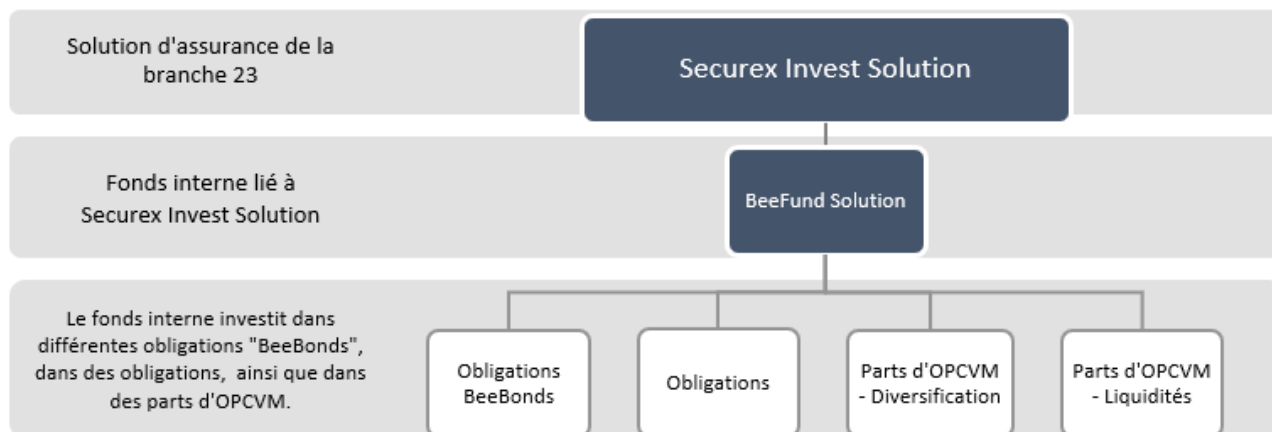 Solution d'assurance de la
branche 23
Securex Invest Solution
Fonds interne lié à
Securex Invest Solution
BeeFund Solution
Le fonds interne investit dans
différentes obligations "BeeBonds",
dans des obligations, ainsi que dans
des parts d'OPCVM.
Obligations
BeeBonds
Obligations
Parts d'OPCVM
- Diversification
Parts d'OPCVM
- Liquidités